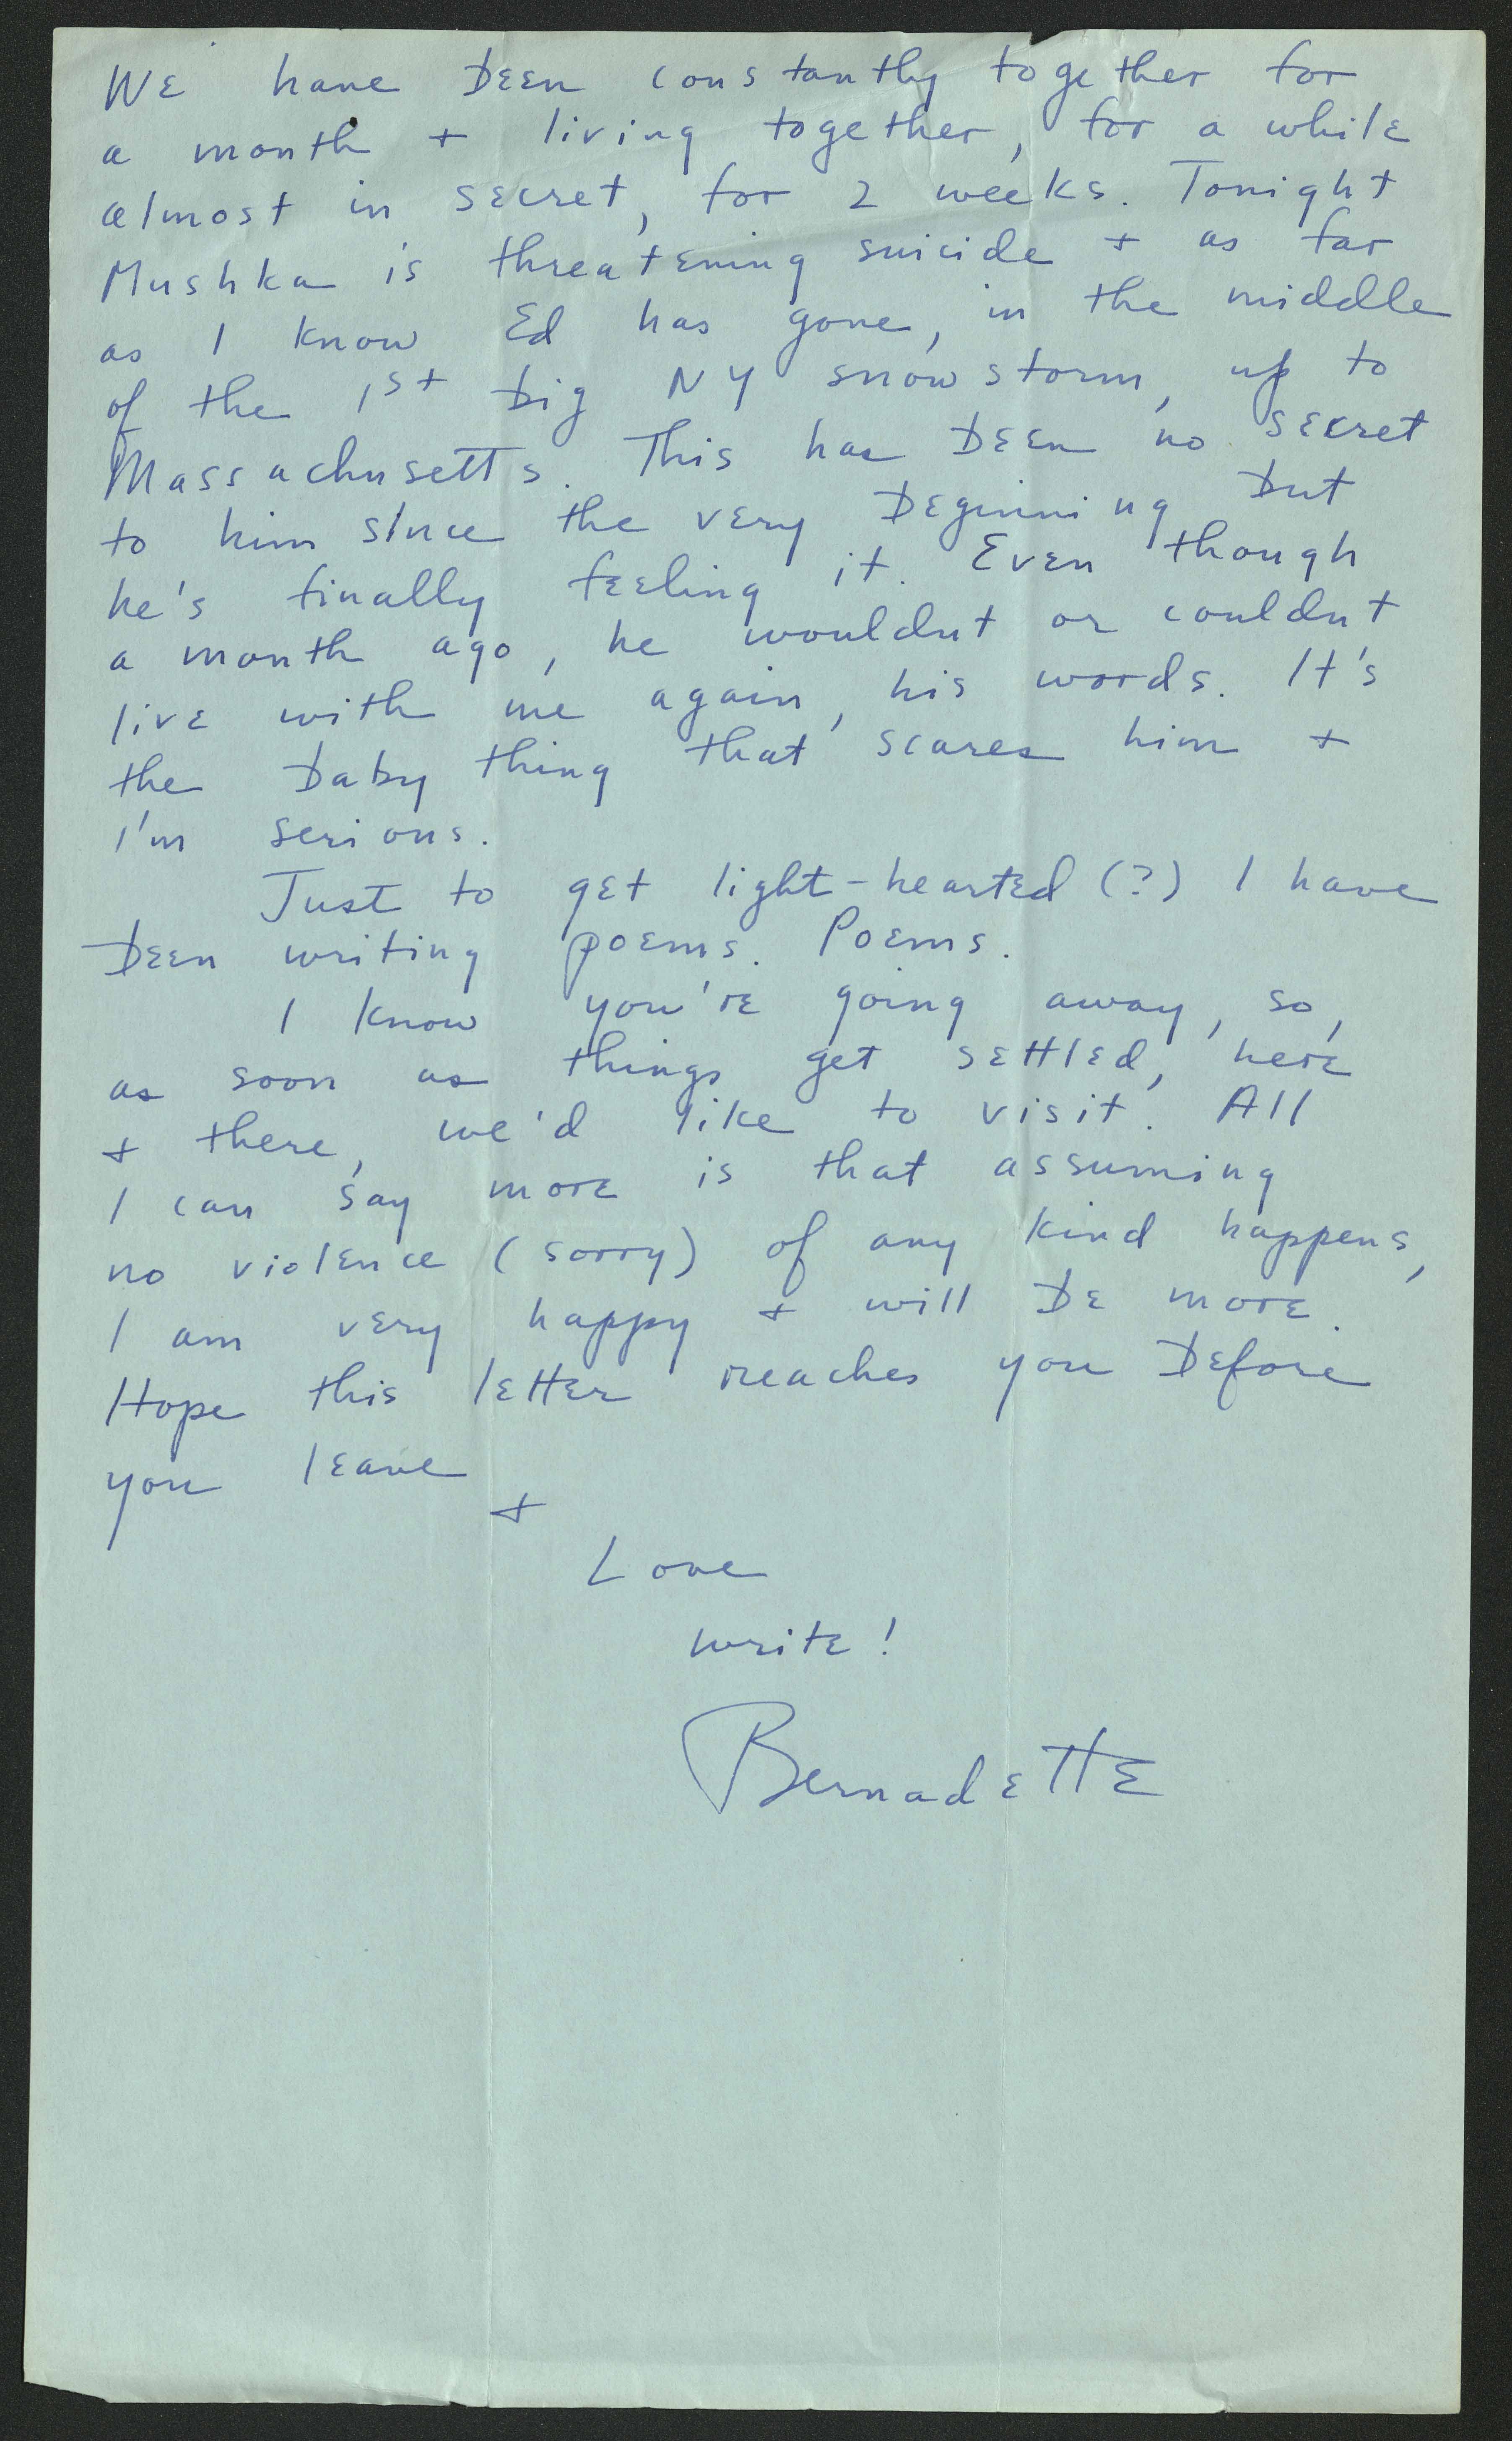 We have been constantly together for
a month + living together, for a while
almost in secret, for 2 weeks. Tonight
Mushka is threatening suicide + as far
as I know Ed has gone, in the middle
of the 1st big NY snowstorm, up to
Massachusetts. This has been no secret
to him since the very beginning but
he's finally feeling it. Even though
a month ago, he wouldnt or couldnt
live with me again, his words. It's
the baby thing that scares him +
I'm serious.
Just to get light-hearted (?) I have
been writing poems. Poems.
I know you're going away, so,
as soon as things get settled, here
+ there, we'd like to visit. All
I can say more is that assuming
no violence (sorry) of any kind happens,
I am very happy + will be more.
Hope this letter reaches you before
you leave
+
Love
write!
Bernadette